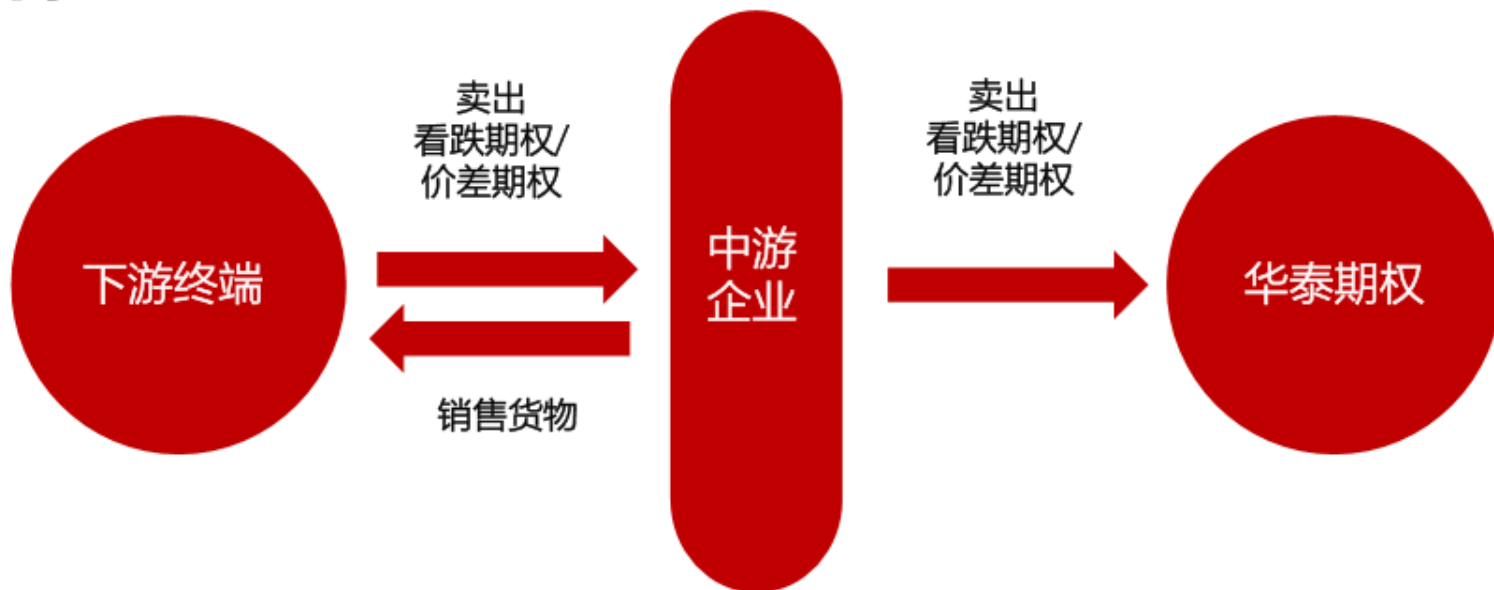 卖出
看跌期权/
价差期权
卖出
看跌期权/
价差期权
下游终端
中游
企业
华泰期权
销售货物